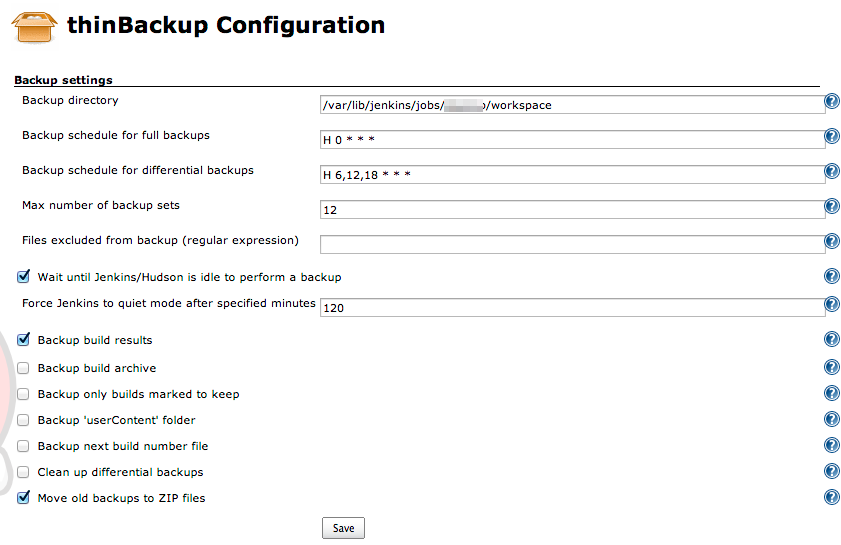 thinBackup Configuration
Backup settings
Backup directory
/var/lib/jenkins/jobs/ /workspace
Backup schedule for full backups
H 0 * * *
Backup schedule for differential backups
H 6,12,18 * * *
Max number of backup sets
12
Files excluded from backup (regular expression)
Wait until Jenkins/Hudson is idle to perform a backup
Force Jenkins to quiet mode after specified minutes
120
Backup build results
Backup build archive
Backup only builds marked to keep
Backup 'userContent' folder
Backup next build number file
Clean up differential backups
Move old backups to ZIP files
Save